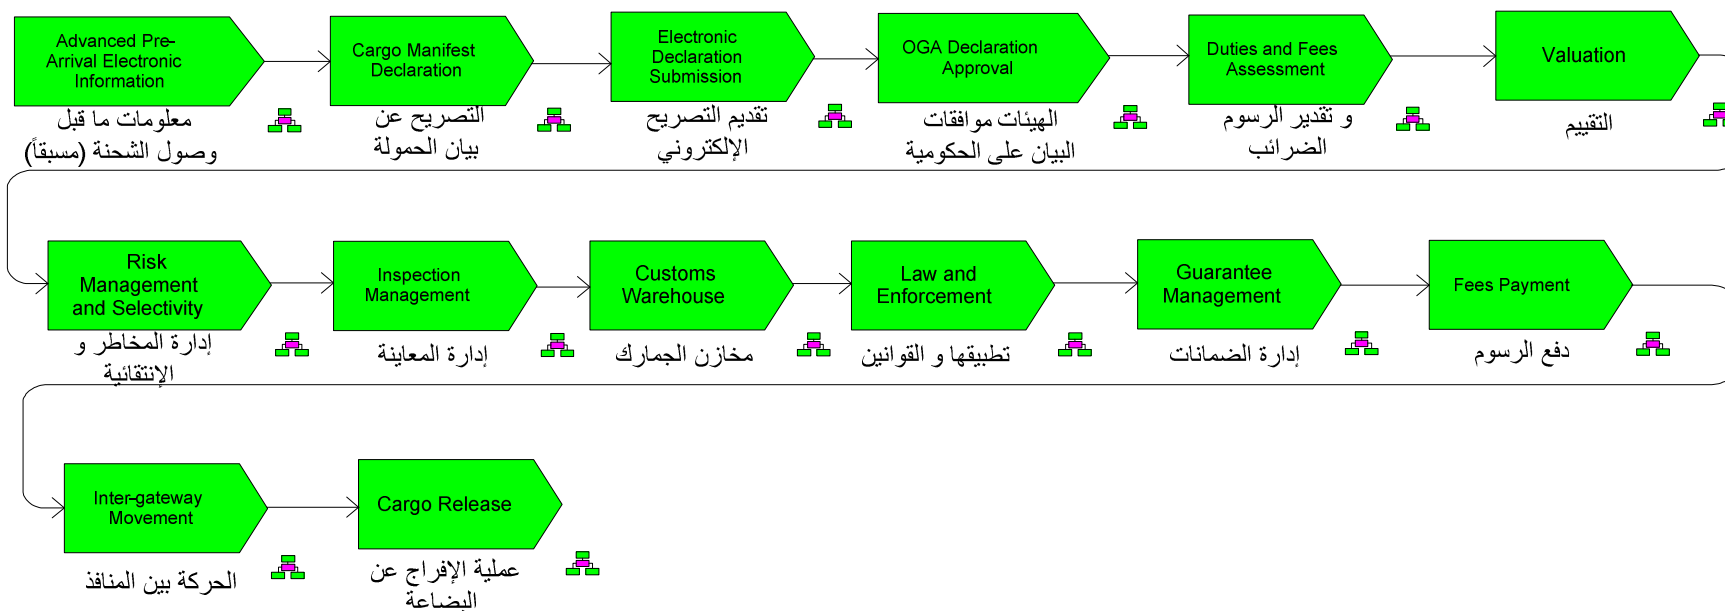 Advanced Pre-
Arrival Electronic
Information
معلومات ما قبل
وصول الشحنة (مسبقاً)
Cargo Manifest
Declaration
التصريح عن
بيان الحمولة
Electronic
Declaration
Submission
تقديم التصريح
الإلكتروني
OGA Declaration
Approval
الهيئات موافقات
البيان على الحكومية
Duties and Fees
Assessment
و تقدير الرسوم
الضرائب
Valuation
التقييم
Risk
Management
and Selectivity
إدارة المخاطر و
الإنتقائية
Inspection
Management
إدارة المعاينة
Customs
Warehouse
مخازن الجمارك
Law and
Enforcement
تطبيقها و القوانين
Guarantee
Management
إدارة الضمانات
Fees Payment
دفع الرسوم
Inter-gateway
Movement
الحركة بين المنافذ
Cargo Release
عملية الإفراج عن
البضاعة